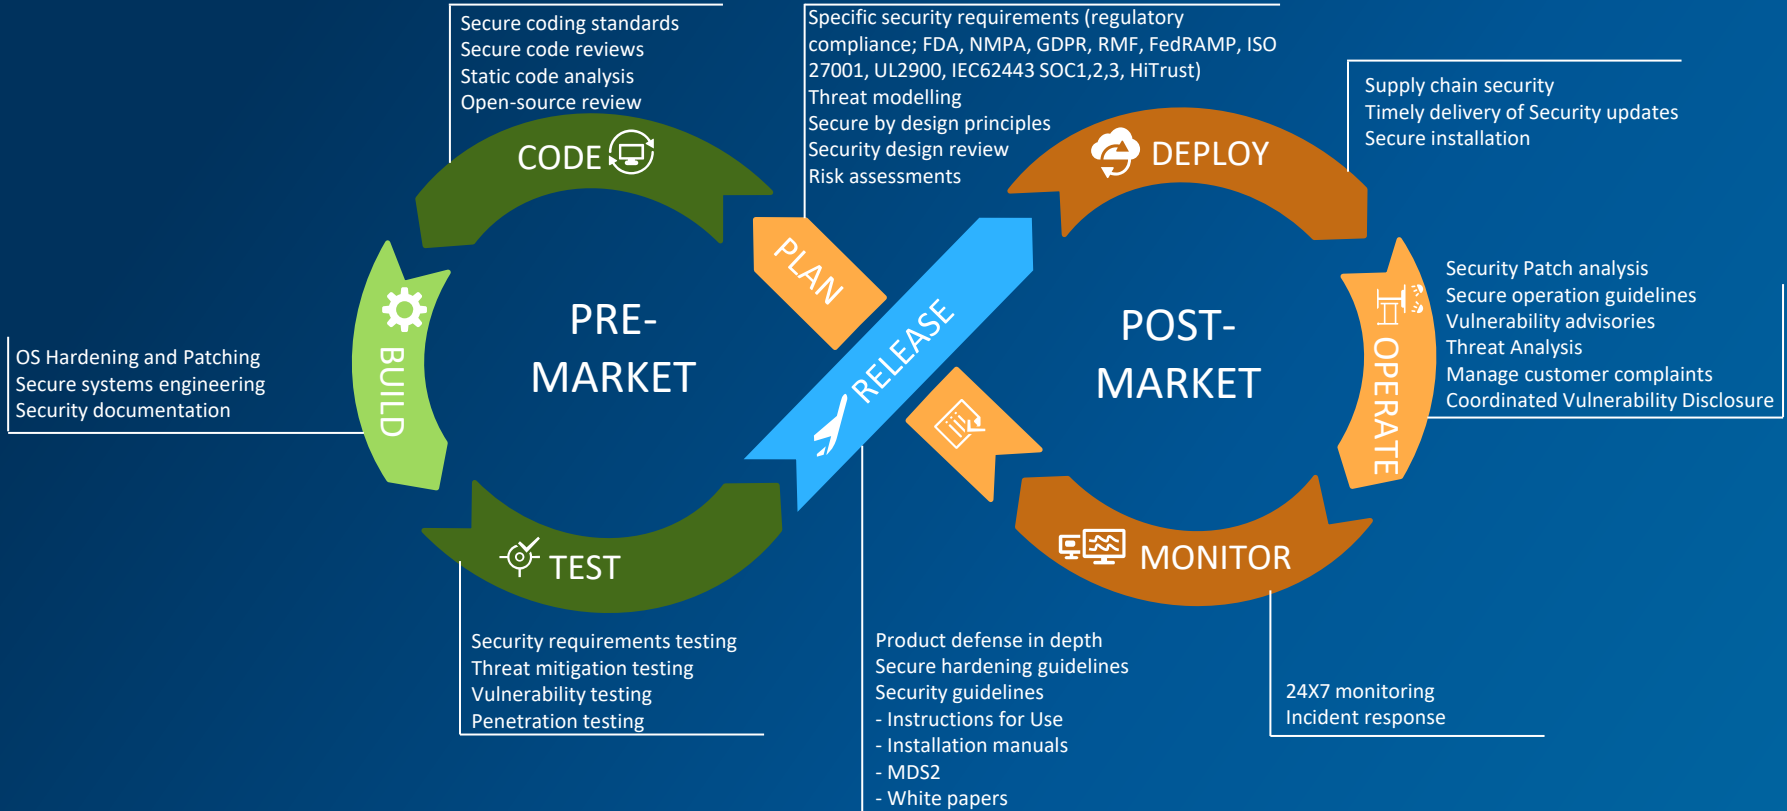 Secure coding standards
Secure code reviews
Static code analysis
Open-source review
Specific security requirements (regulatory
compliance; FDA, NMPA, GDPR, RMF, FedRAMP, ISO
27001, UL2900, IEC62443 SOC1,2,3, HiTrust)
Threat modelling
Secure by design principles
Security design review
Risk assessments
Supply chain security
Timely delivery of Security updates
Secure installation
CODE
DEPLOY
PLAN
RELEASE
PRE-
MARKET
POST-
MARKET
BUILD
OPERATE
OS Hardening and Patching
Secure systems engineering
Security documentation
Security Patch analysis
Secure operation guidelines
Vulnerability advisories
Threat Analysis
Manage customer complaints
Coordinated Vulnerability Disclosure
TEST
MONITOR
Security requirements testing
Threat mitigation testing
Vulnerability testing
Penetration testing
Product defense in depth
Secure hardening guidelines
Security guidelines
- Instructions for Use
- Installation manuals
- MDS2
- White papers
24X7 monitoring
Incident response